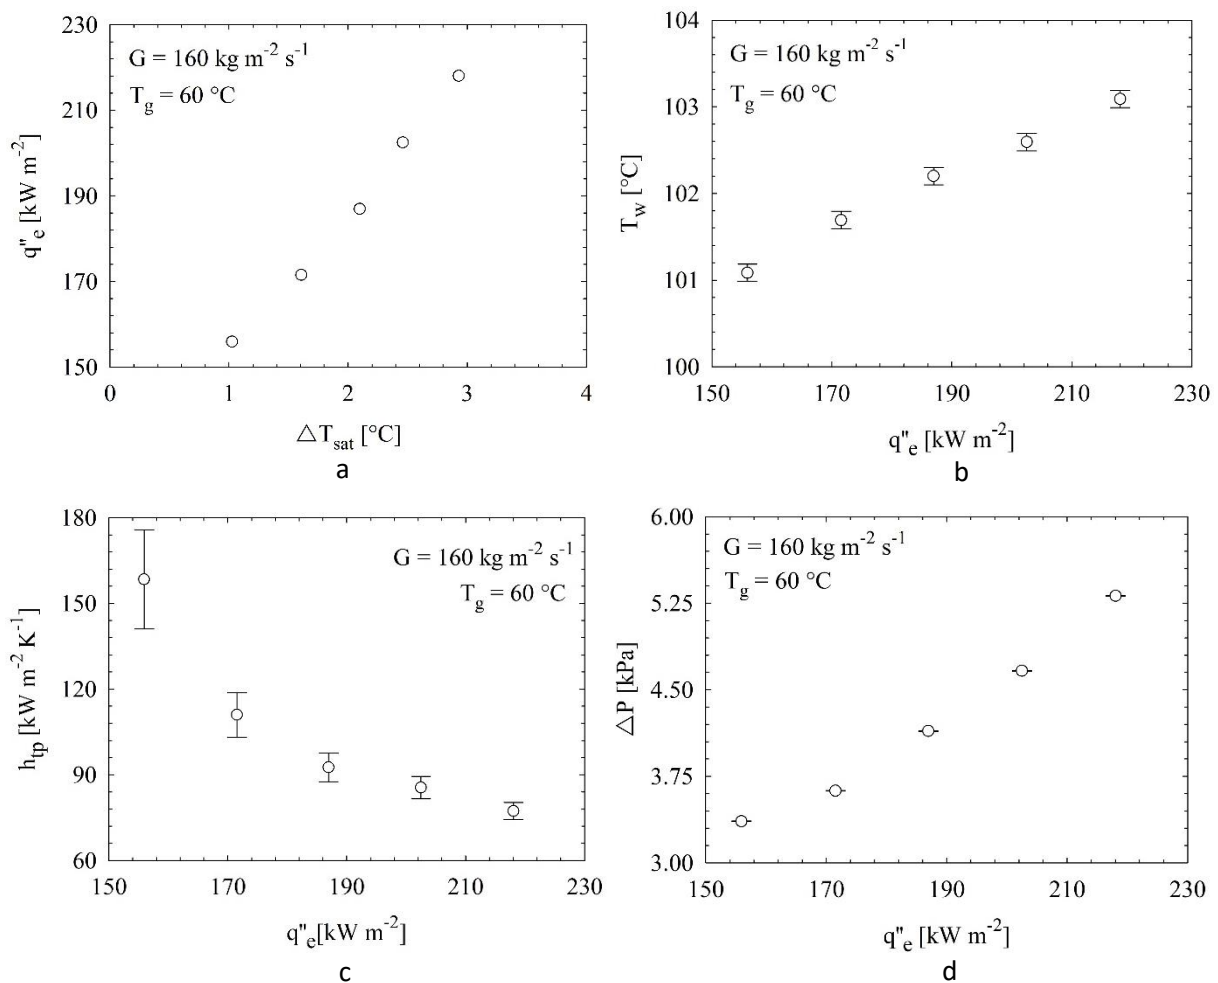 230
210
190
170
150
q"e [kW m-2]
G = 160 kg m-2 s-1
Tg = 60 °C
0 1 2 3 4
△Tsat [°C]
a
104
103
102
101
100
Tw [°C]
G = 160 kg m-2 s-1
Tg = 60 °C
150 170 190 210 230
q"e [kW m-2]
b
180
150
120
90
60
htp [kW m-2 K-1]
G = 160 kg m-2 s-1
Tg = 60 °C
150 170 190 210 230
q"e[kW m-2]
c
6.00
5.25
4.50
3.75
3.00
△P [kPa]
G = 160 kg m-2 s-1
Tg = 60 °C
150 170 190 210 230
q"e [kW m-2]
d